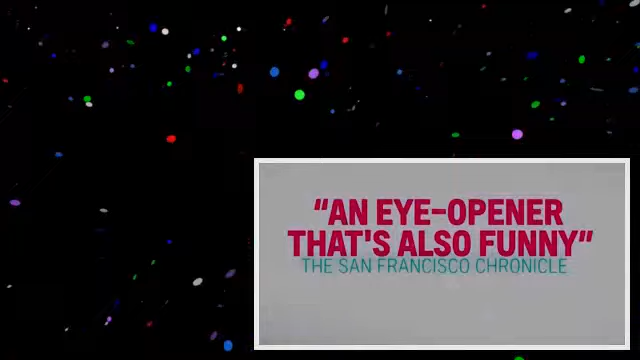 “AN EYE-OPENER
THAT'S ALSO FUNNY”
THE SAN FRANCISCO CHRONICLE